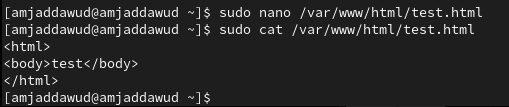 [amjaddawud@amjaddawud ~]$ sudo nano /var/www/html/test.html
[amjaddawud@amjaddawud ~]$ sudo cat /var/www/html/test.html
<html>
<body>test</body>
</html>
[amjaddawud@amjaddawud ~]$